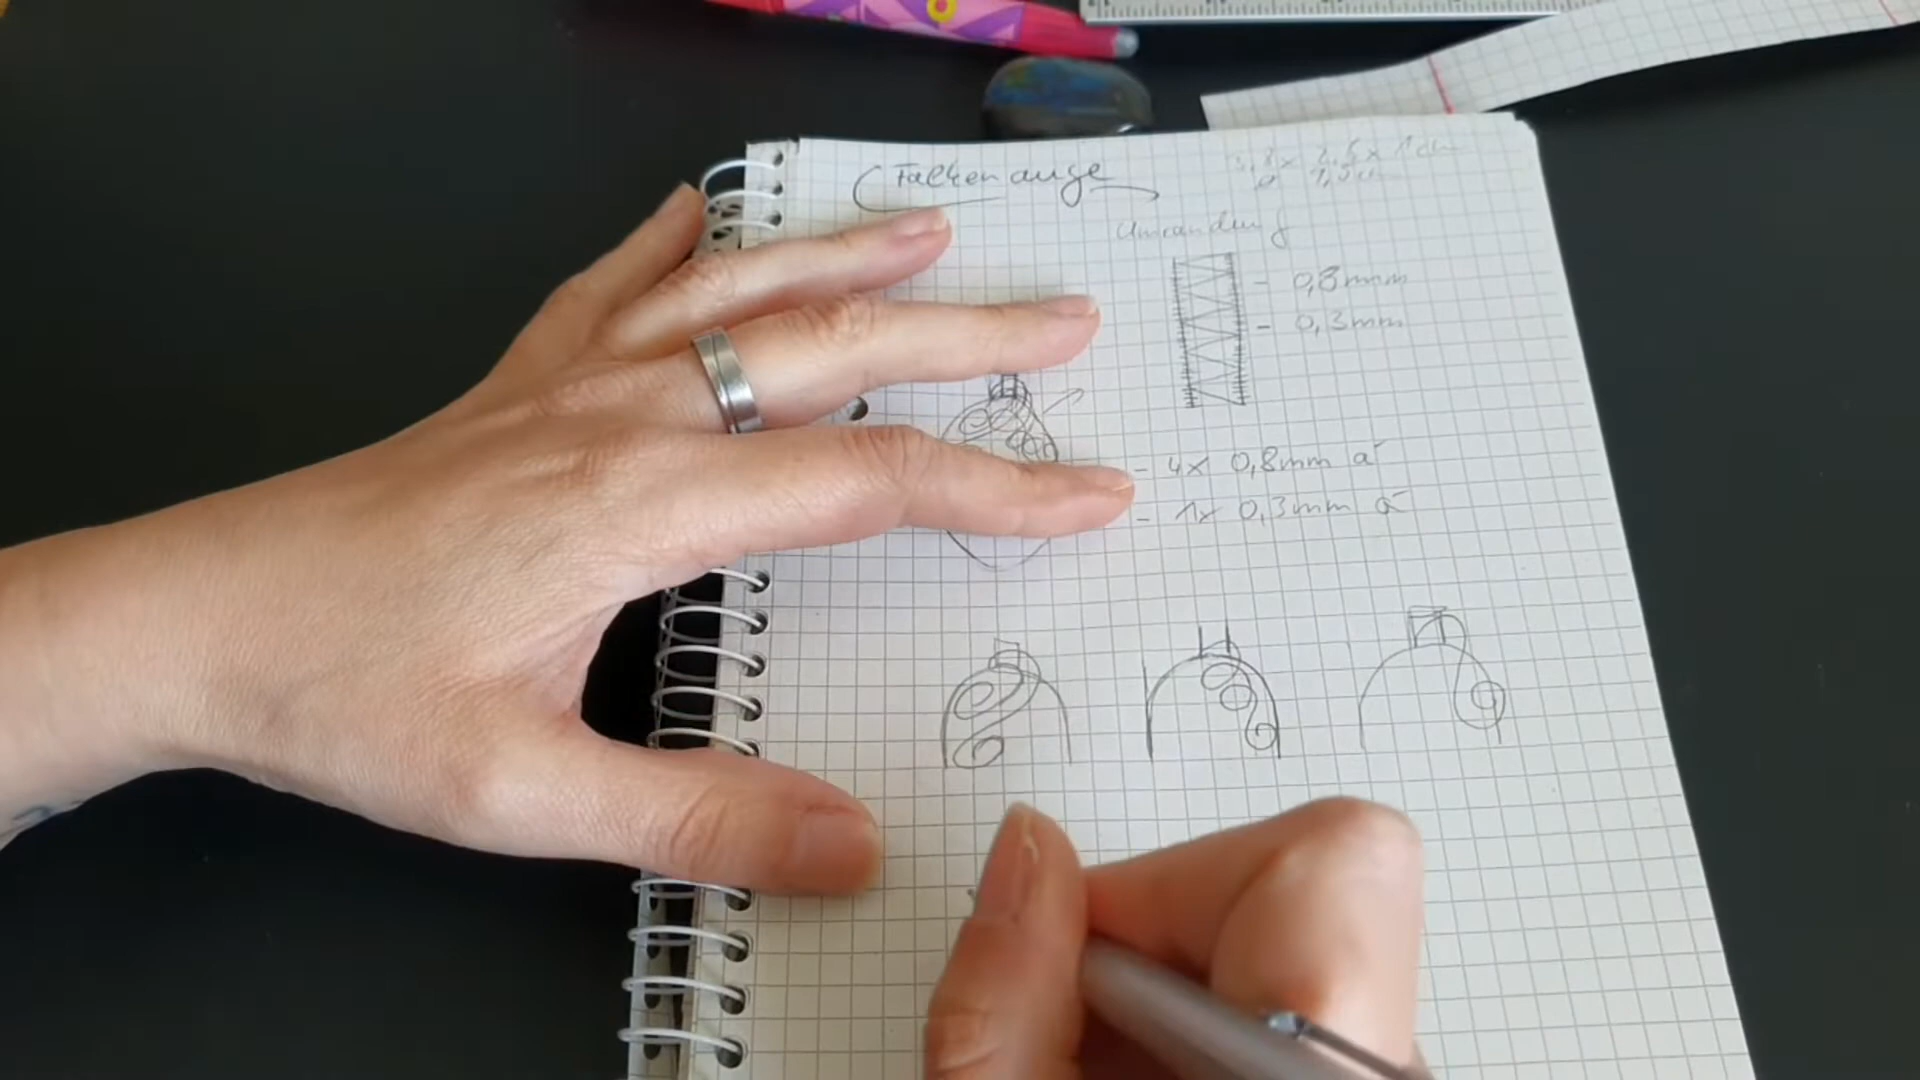 Falkenauge
Umrandung
- 0,8mm
- 0,3mm
- 4x 0,8mm á
- 1x 0,3mm á